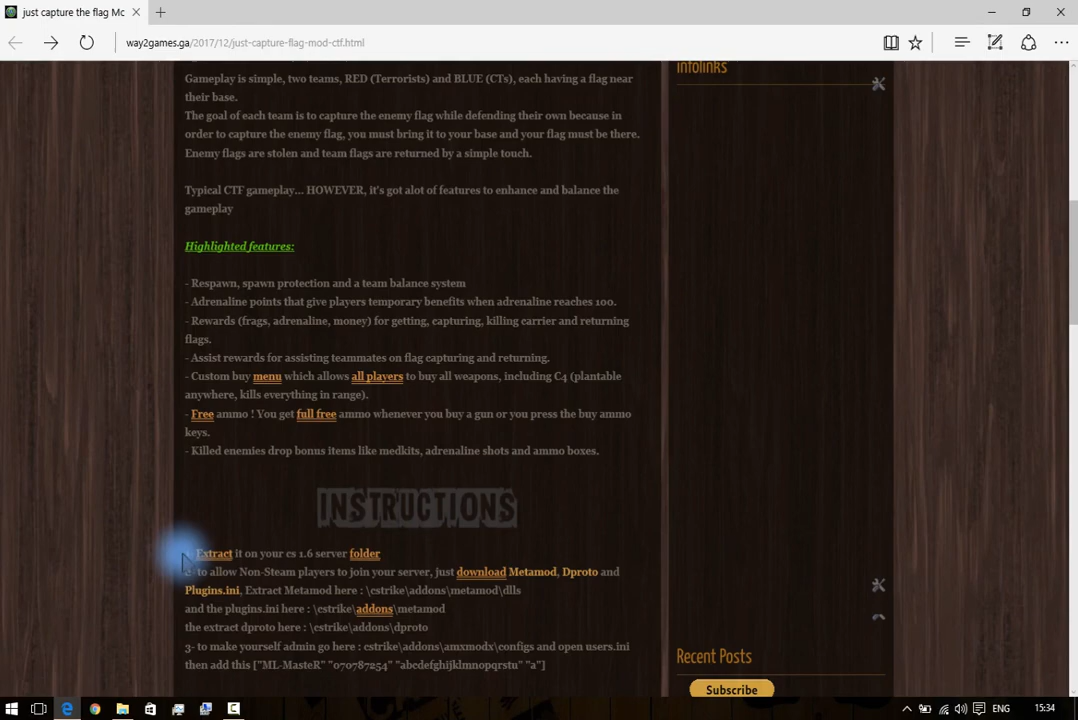 just capture the flag Mc
way2games.ga/2017/12/just-capture-flag-mod-ctf.html
Gameplay is simple, two teams, RED (Terrorists) and BLUE (CTs), each having a flag near
their base.
The goal of each team is to capture the enemy flag while defending their own because in
order to capture the enemy flag, you must bring it to your base and your flag must be there.
Enemy flags are stolen and team flags are returned by a simple touch.
Typical CTF gameplay... HOWEVER, it's got alot of features to enhance and balance the
gameplay
Highlighted features:
- Respawn, spawn protection and a team balance system
- Adrenaline points that give players temporary benefits when adrenaline reaches 100.
- Rewards (frags, adrenaline, money) for getting, capturing, killing carrier and returning
flags.
- Assist rewards for assisting teammates on flag capturing and returning.
- Custom buy menu which allows all players to buy all weapons, including C4 (plantable
anywhere, kills everything in range).
- Free ammo ! You get full free ammo whenever you buy a gun or you press the buy ammo
keys.
- Killed enemies drop bonus items like medkits, adrenaline shots and ammo boxes.
INSTRUCTIONS
Extract it on your cs 1.6 server folder
2- to allow Non-Steam players to join your server, just download Metamod, Dproto and
Plugins.ini, Extract Metamod here : \cstrike\addons\metamod\dlls
and the plugins.ini here : \cstrike\addons\metamod
the extract dproto here : \cstrike\addons\dproto
3- to make yourself admin go here : cstrike\addons\amxmodx\configs and open users.ini
then add this ["ML-MasteR" "070787254" "abcdefghijklmnopqrstu" "a"]
infolinks
Recent Posts
Subscribe
ENG
15:34